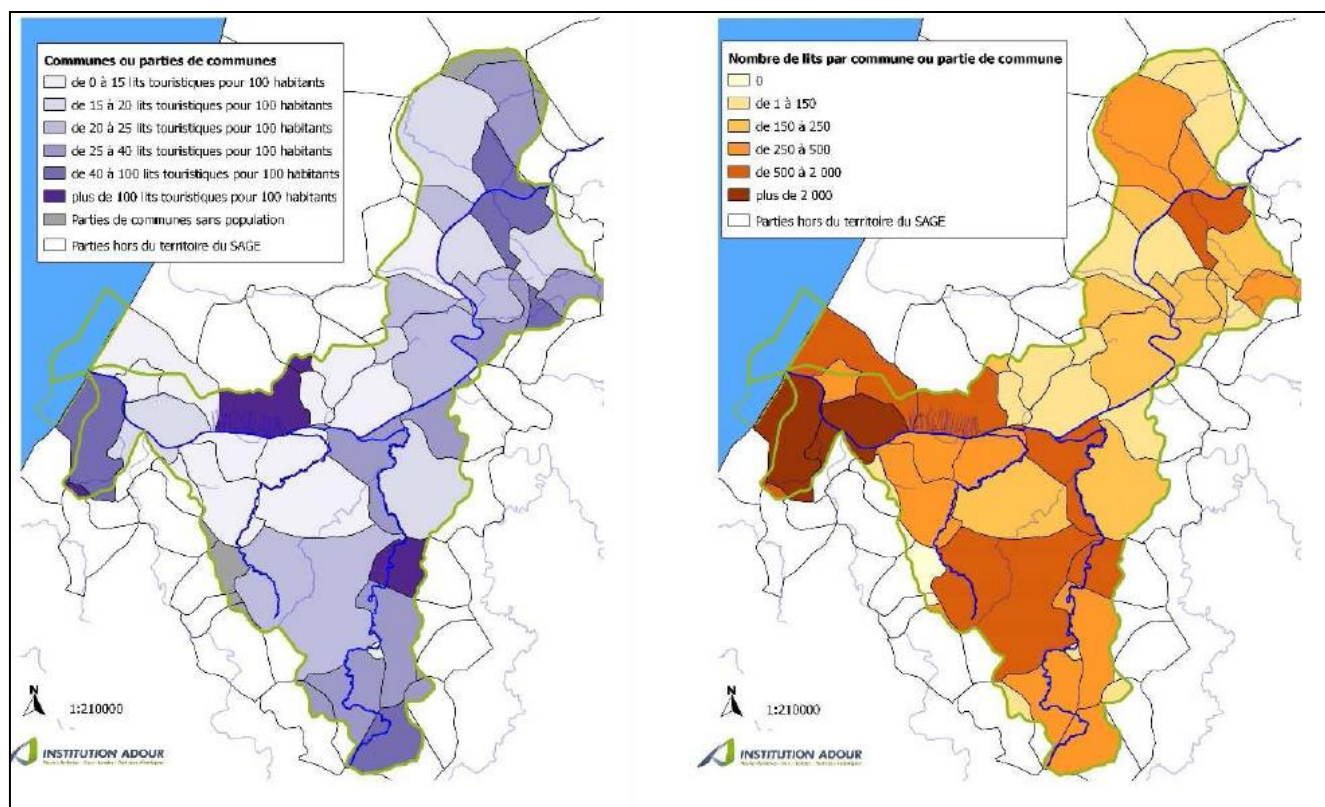 Communes ou parties de communes
de 0 à 15 lits touristiques pour 100 habitants
de 15 à 20 lits touristiques pour 100 habitants
de 20 à 25 lits touristiques pour 100 habitants
de 25 à 40 lits touristiques pour 100 habitants
de 40 à 100 lits touristiques pour 100 habitants
plus de 100 lits touristiques pour 100 habitants
Parties de communes sans population
Parties hors du territoire du SAGE
N
1:210000
INSTITUTION ADOUR
Nombre de lits par commune ou partie de commune
0
de 1 à 150
de 150 à 250
de 250 à 500
de 500 à 2 000
plus de 2 000
Parties hors du territoire du SAGE
N
1:210000
INSTITUTION ADOUR